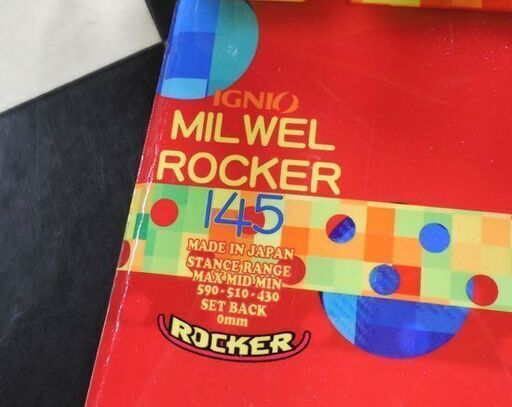 IGNIO
MILWEL
ROCKER
145
MADE IN JAPAN
STANCE RANGE
MAX MID MIN
590-510-430
SET BACK
0mm
ROCKER